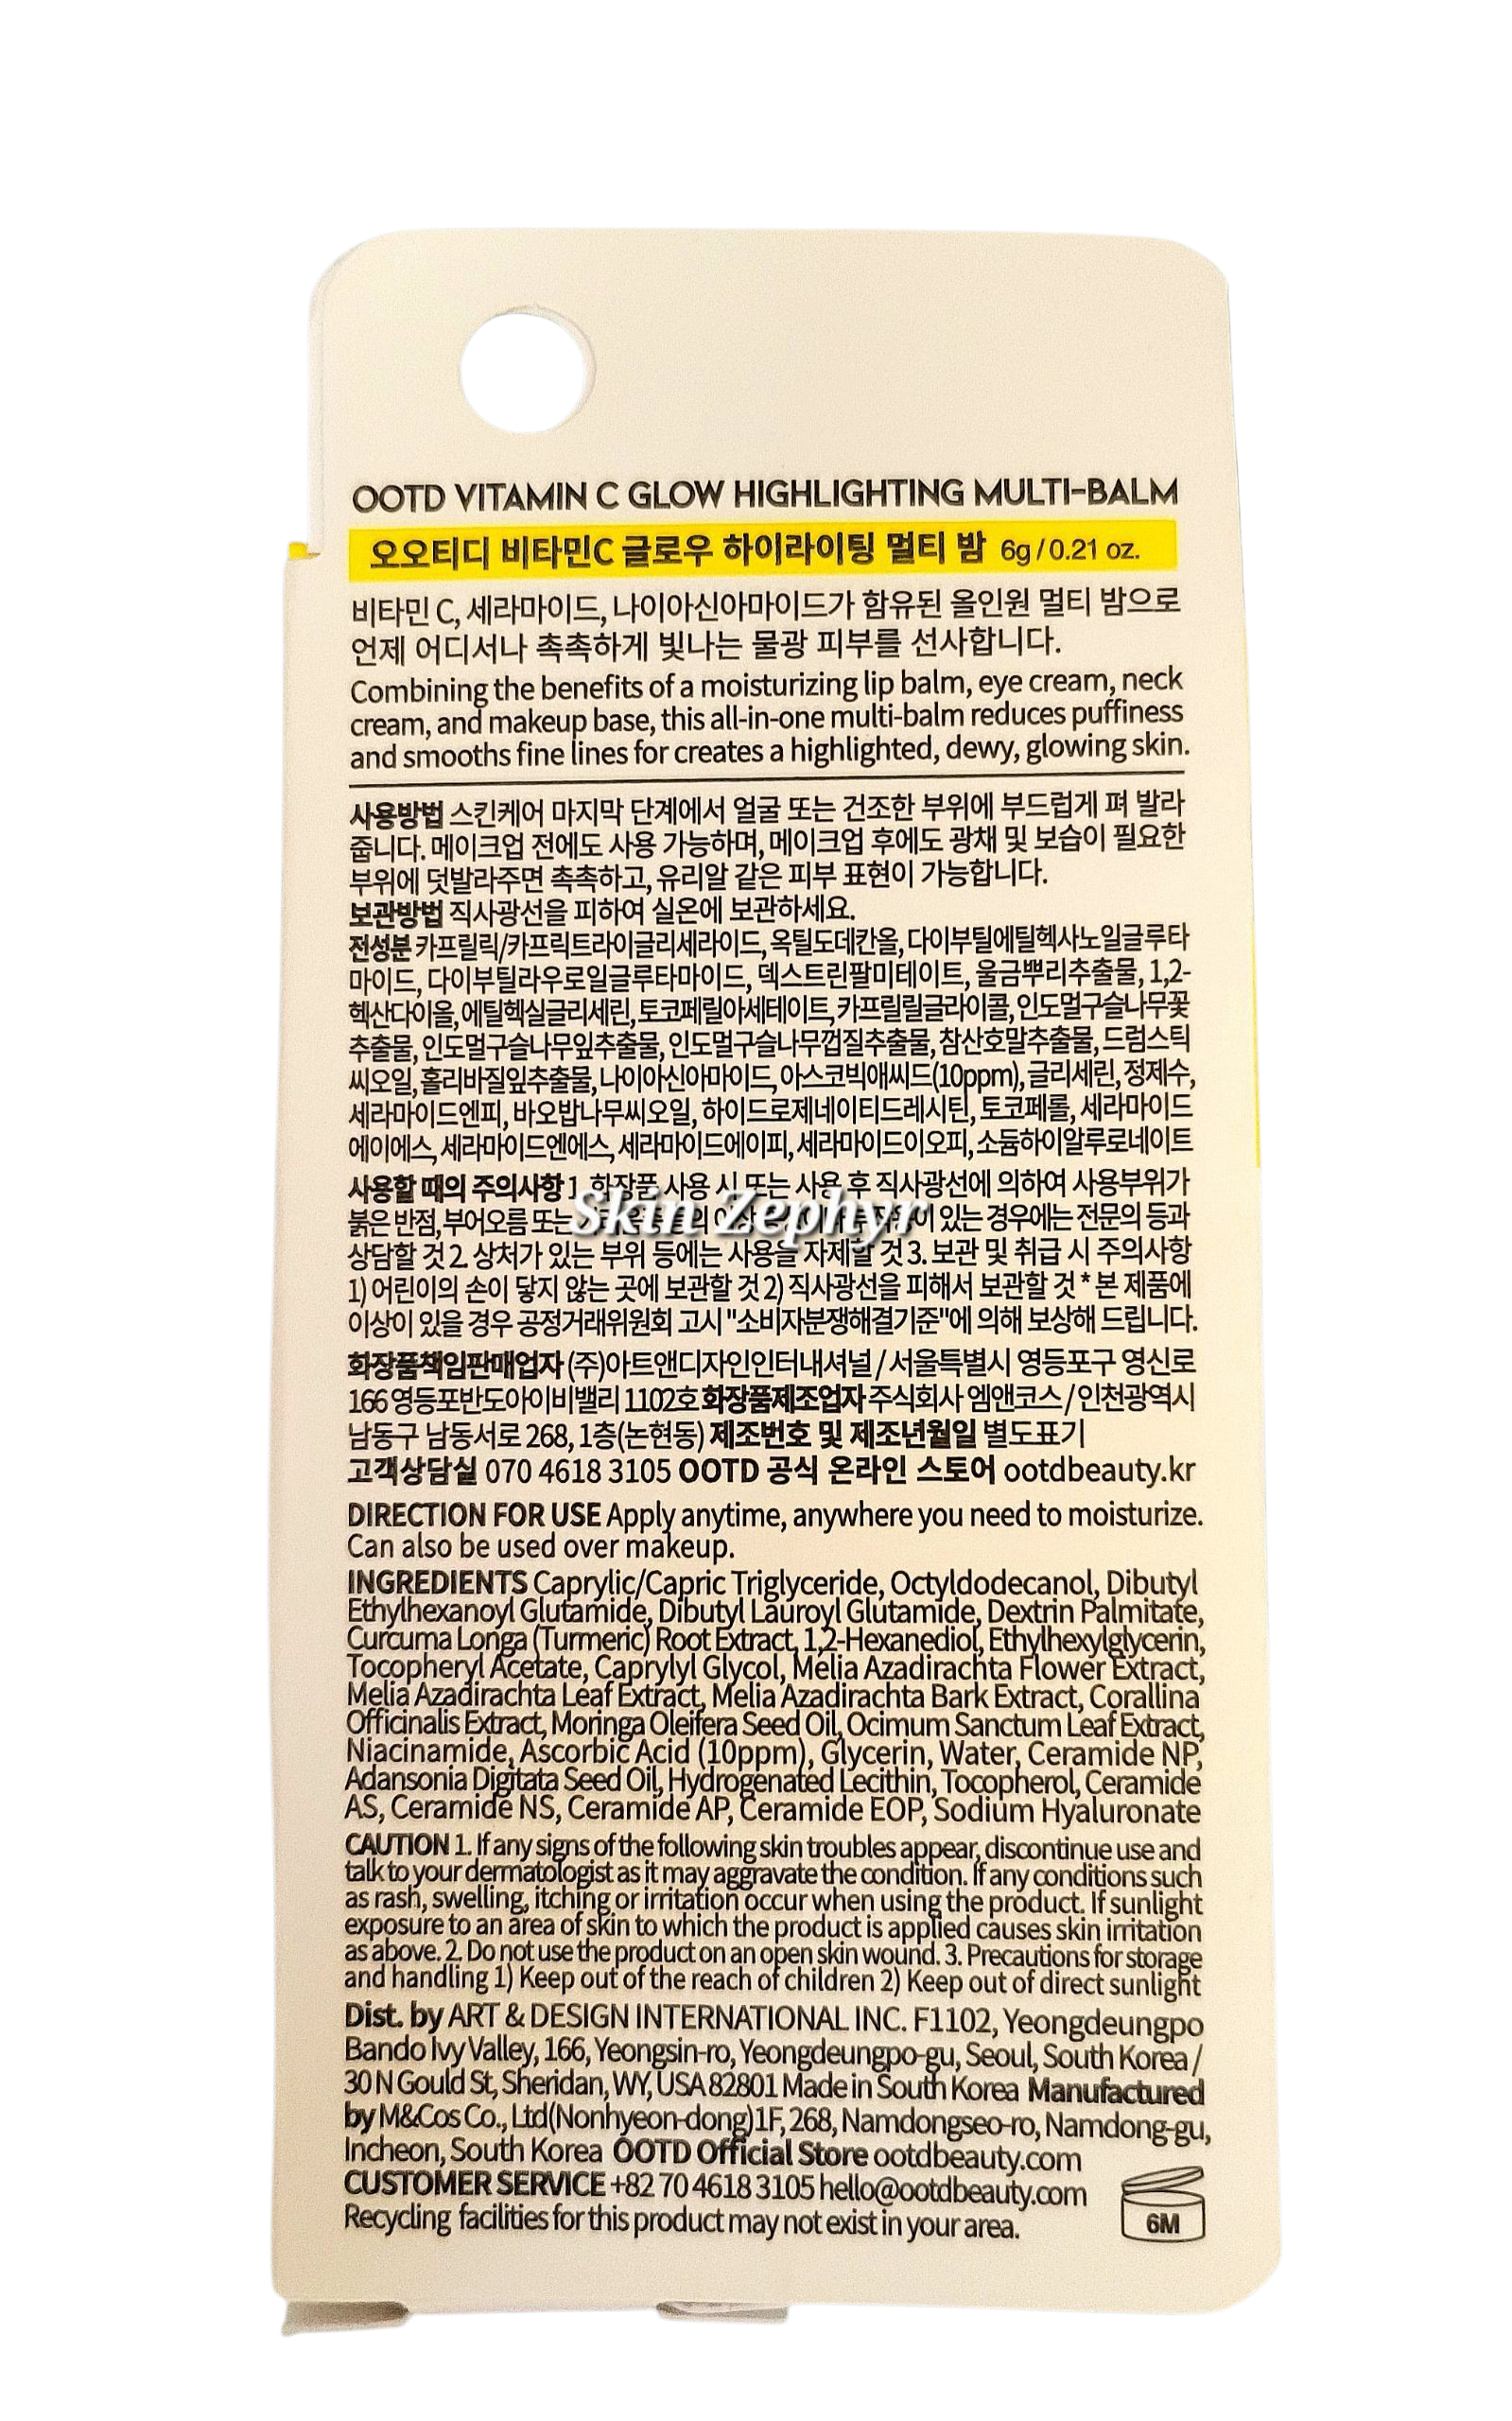 OOTD VITAMIN C GLOW HIGHLIGHTING MULTI-BALM
오오티디 비타민C 글로우 하이라이팅 멀티 밤 6g / 0.21 oz.
비타민 C, 세라마이드, 나이아신아마이드가 함유된 올인원 멀티 밤으로
언제 어디서나 촉촉하게 빛나는 물광 피부를 선사합니다.
Combining the benefits of a moisturizing lip balm, eye cream, neck
cream, and makeup base, this all-in-one multi-balm reduces puffiness
and smooths fine lines for creates a highlighted, dewy, glowing skin.
사용방법 스킨케어 마지막 단계에서 얼굴 또는 건조한 부위에 부드럽게 펴 발라
줍니다. 메이크업 전에도 사용 가능하며, 메이크업 후에도 광채 및 보습이 필요한
부위에 덧발라주면 촉촉하고, 유리알 같은 피부 표현이 가능합니다.
보관방법 직사광선을 피하여 실온에 보관하세요.
전성분 카프릴릭/카프릭트라이글리세라이드, 옥틸도데칸올, 다이부틸에틸헥사노일글루타
마이드, 다이부틸라우로일글루타마이드, 덱스트린팔미테이트, 울금뿌리추출물, 1,2-
헥산다이올, 에틸헥실글리세린, 토코페릴아세테이트, 카프릴릴글라이콜, 인도멀구슬나무꽃
추출물, 인도멀구슬나무잎추출물, 인도멀구슬나무껍질추출물, 참산호말추출물, 드럼스틱
씨오일, 홀리바질잎추출물, 나이아신아마이드, 아스코빅애씨드(10ppm), 글리세린, 정제수,
세라마이드엔피, 바오밥나무씨오일, 하이드로제네이티드레시틴, 토코페롤, 세라마이드
에이에스, 세라마이드엔에스, 세라마이드에이피, 세라마이드이오피, 소듐하이알루로네이트
사용할 때의 주의사항 1. 화장품 사용 시 또는 사용 후 직사광선에 의하여 사용부위가
붉은 반점, 부어오름 또는 Skin Zephyr 있는 경우에는 전문의 등과
상담할 것 2. 상처가 있는 부위 등에는 사용을 자제할 것 3. 보관 및 취급 시 주의사항
1) 어린이의 손이 닿지 않는 곳에 보관할 것 2) 직사광선을 피해서 보관할 것 * 본 제품에
이상이 있을 경우 공정거래위원회 고시 "소비자분쟁해결기준"에 의해 보상해 드립니다.
화장품책임판매업자 (주)아트앤디자인인터내셔널 / 서울특별시 영등포구 영신로
166 영등포반도아이비밸리 1102호 화장품제조업자 주식회사 엠앤코스 / 인천광역시
남동구 남동서로 268, 1층(논현동) 제조번호 및 제조년월일 별도표기
고객상담실 070 4618 3105 OOTD 공식 온라인 스토어 ootdbeauty.kr
DIRECTION FOR USE Apply anytime, anywhere you need to moisturize.
Can also be used over makeup.
INGREDIENTS Caprylic/Capric Triglyceride, Octyldodecanol, Dibutyl
Ethylhexanoyl Glutamide, Dibutyl Lauroyl Glutamide, Dextrin Palmitate,
Curcuma Longa (Turmeric) Root Extract, 1,2-Hexanediol, Ethylhexylglycerin,
Tocopheryl Acetate, Caprylyl Glycol, Melia Azadirachta Flower Extract,
Melia Azadirachta Leaf Extract, Melia Azadirachta Bark Extract, Corallina
Officinalis Extract, Moringa Oleifera Seed Oil, Ocimum Sanctum Leaf Extract,
Niacinamide, Ascorbic Acid (10ppm), Glycerin, Water, Ceramide NP,
Adansonia Digitata Seed Oil, Hydrogenated Lecithin, Tocopherol, Ceramide
AS, Ceramide NS, Ceramide AP, Ceramide EOP, Sodium Hyaluronate
CAUTION 1. If any signs of the following skin troubles appear, discontinue use and
talk to your dermatologist as it may aggravate the condition. If any conditions such
as rash, swelling, itching or irritation occur when using the product. If sunlight
exposure to an area of skin to which the product is applied causes skin irritation
as above. 2. Do not use the product on an open skin wound. 3. Precautions for storage
and handling 1) Keep out of the reach of children 2) Keep out of direct sunlight
Dist. by ART & DESIGN INTERNATIONAL INC. F1102, Yeongdeungpo
Bando Ivy Valley, 166, Yeongsin-ro, Yeongdeungpo-gu, Seoul, South Korea /
30 N Gould St, Sheridan, WY, USA 82801 Made in South Korea Manufactured
by M&Cos Co., Ltd(Nonhyeon-dong)1F, 268, Namdongseo-ro, Namdong-gu,
Incheon, South Korea OOTD Official Store ootdbeauty.com
CUSTOMER SERVICE +82 70 4618 3105 hello@ootdbeauty.com
Recycling facilities for this product may not exist in your area.
6M